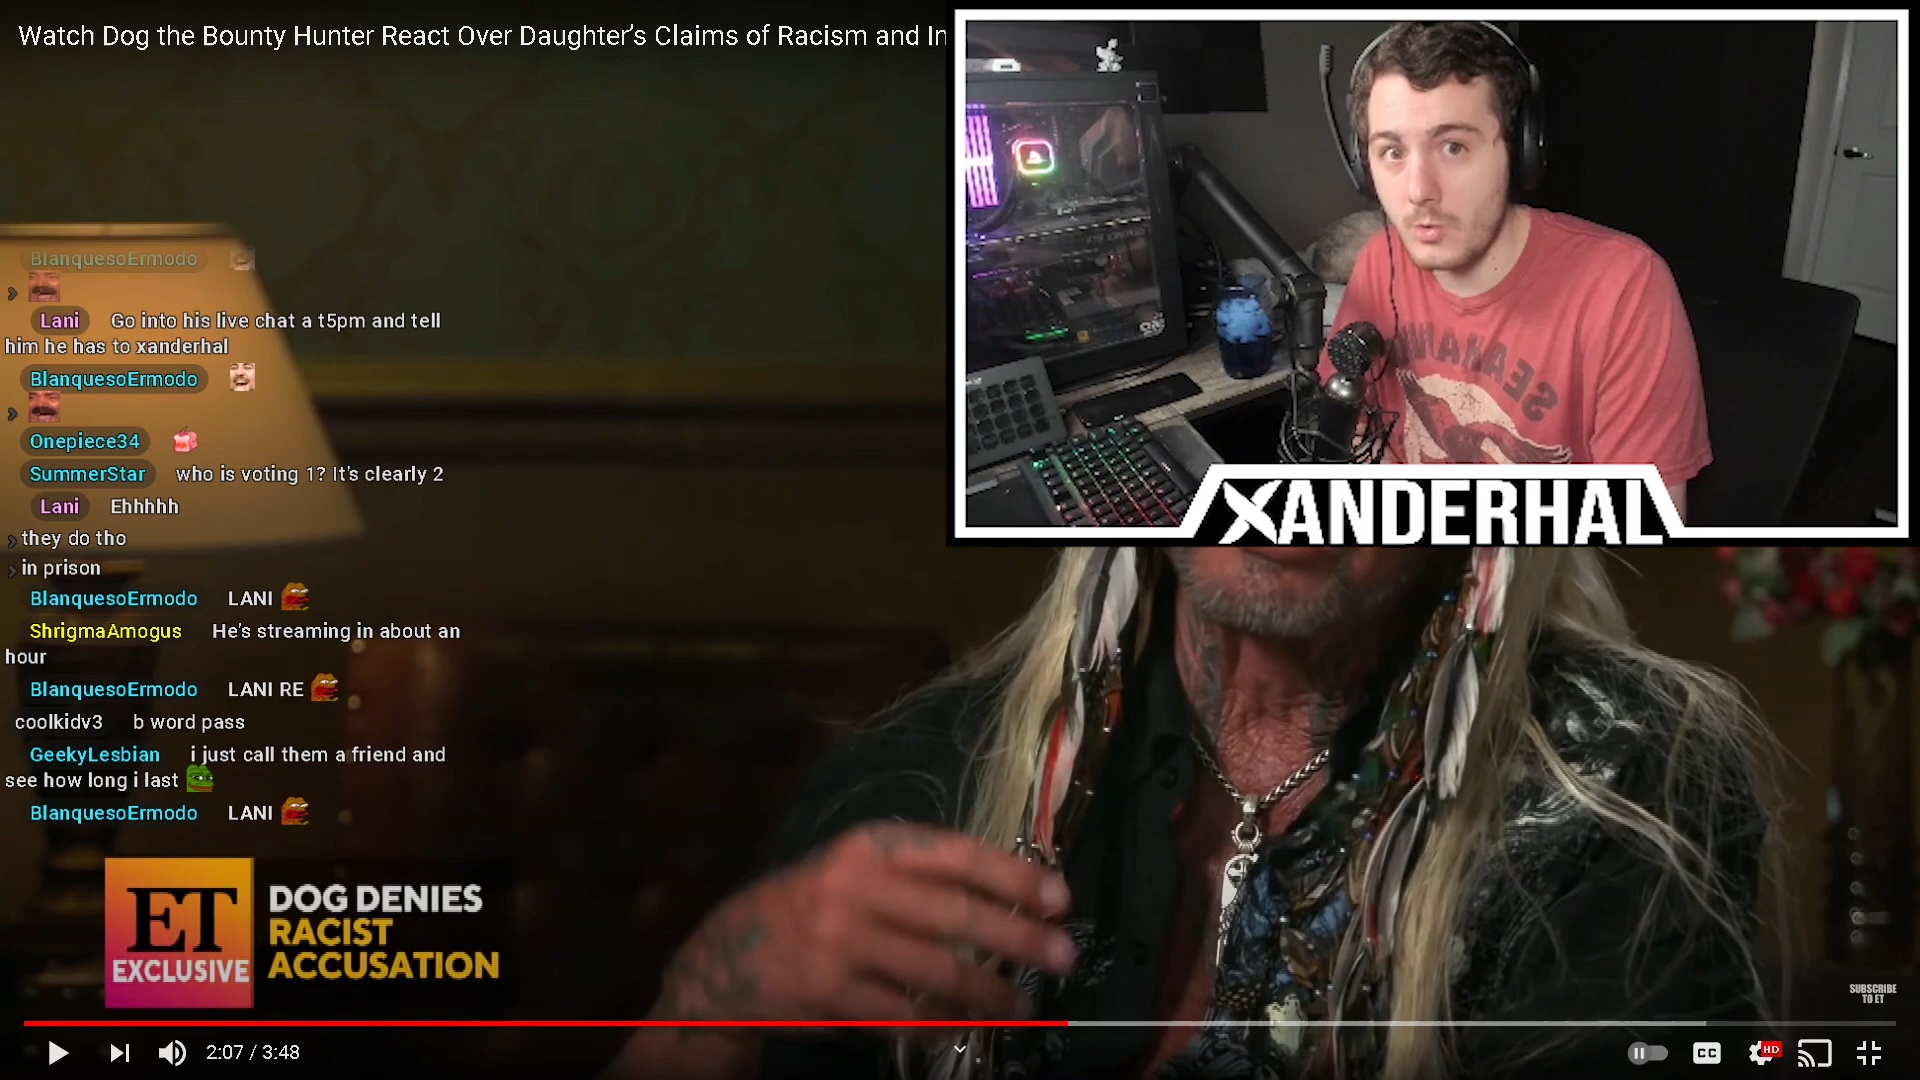 Watch Dog the Bounty Hunter React Over Daughter's Claims of Racism and In
BlanquesoErmodo
Lani Go into his live chat a t5pm and tell
him he has to xanderhal
BlanquesoErmodo
Onepiece34
SummerStar who is voting 1? It's clearly 2
Lani Ehhhhh
they do tho
in prison
BlanquesoErmodo LANI
ShrigmaAmogus He's streaming in about an
hour
BlanquesoErmodo LANI RE
coolkidv3 b word pass
GeekyLesbian i just call them a friend and
see how long i last
BlanquesoErmodo LANI
XANDERHAL
ET
EXCLUSIVE
DOG DENIES
RACIST
ACCUSATION
SUBSCRIBE
TO ET
2:07 / 3:48
CC
HD